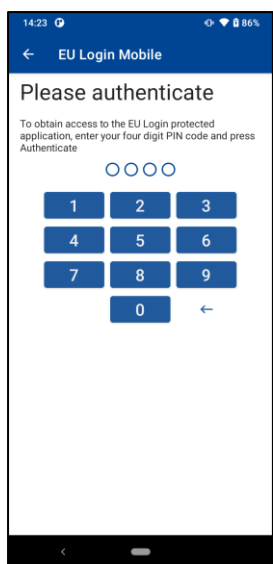 14:23 86%
← EU Login Mobile
Please authenticate
To obtain access to the EU Login protected
application, enter your four digit PIN code and press
Authenticate
1 2 3
4 5 6
7 8 9
0 ←